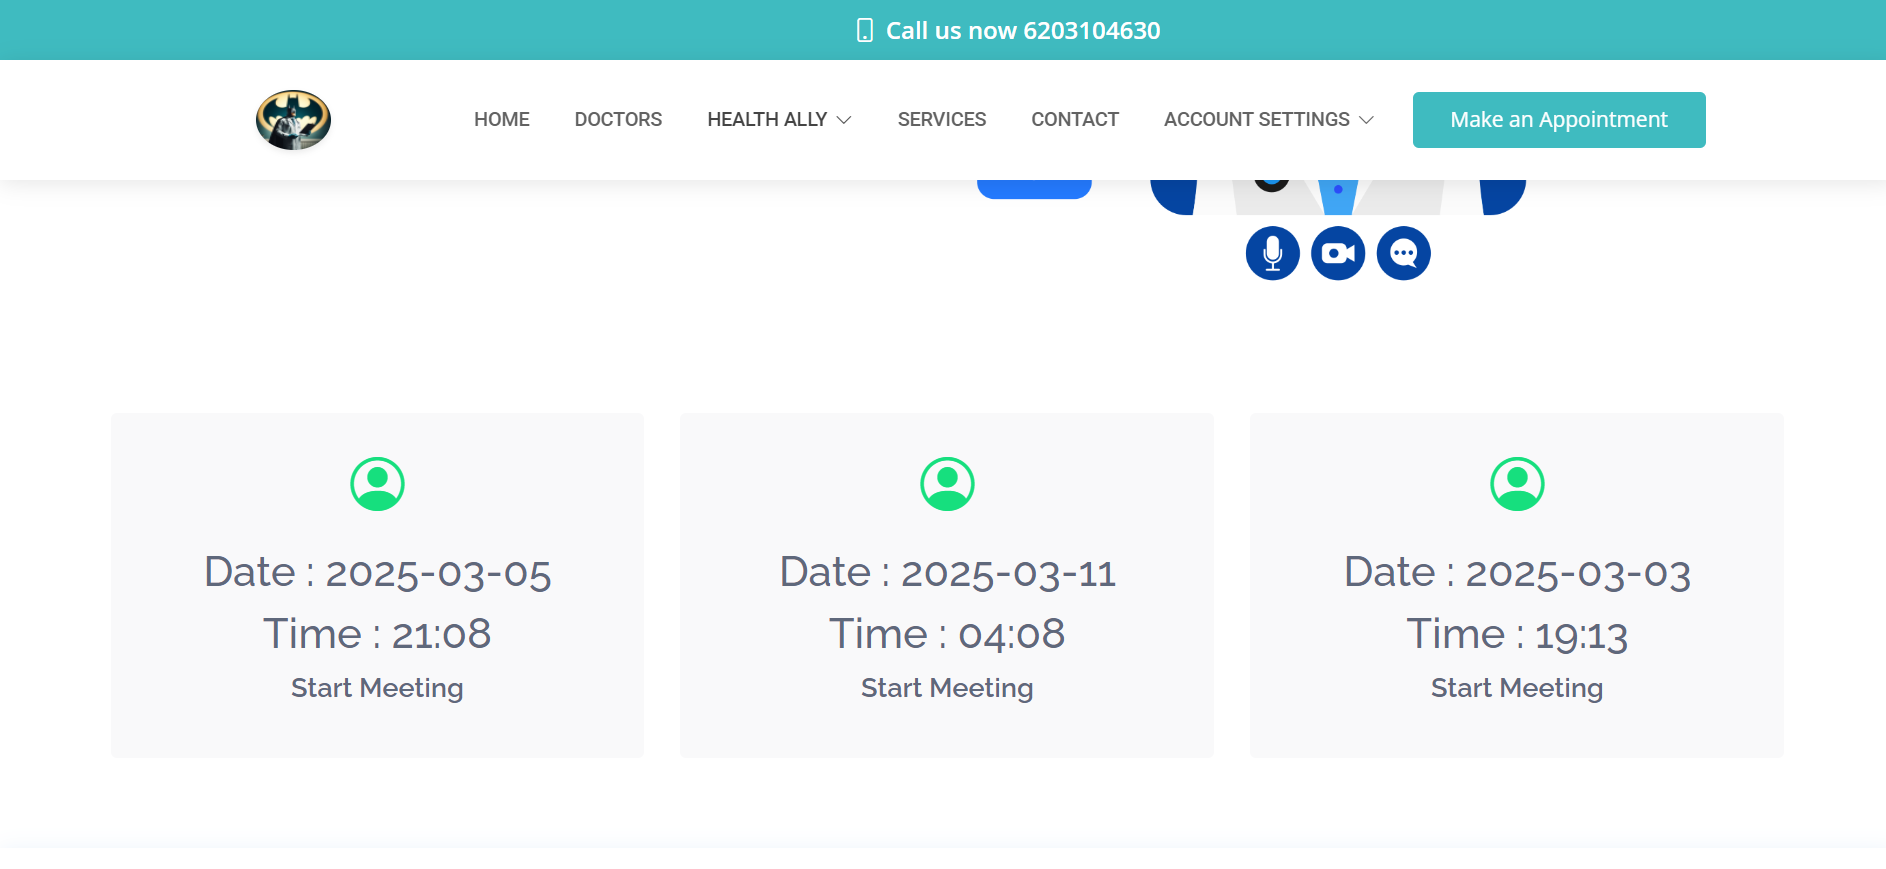 Call us now 6203104630
HOME DOCTORS HEALTH ALLY SERVICES CONTACT ACCOUNT SETTINGS Make an Appointment
Date : 2025-03-05
Time : 21:08
Start Meeting
Date : 2025-03-11
Time : 04:08
Start Meeting
Date : 2025-03-03
Time : 19:13
Start Meeting